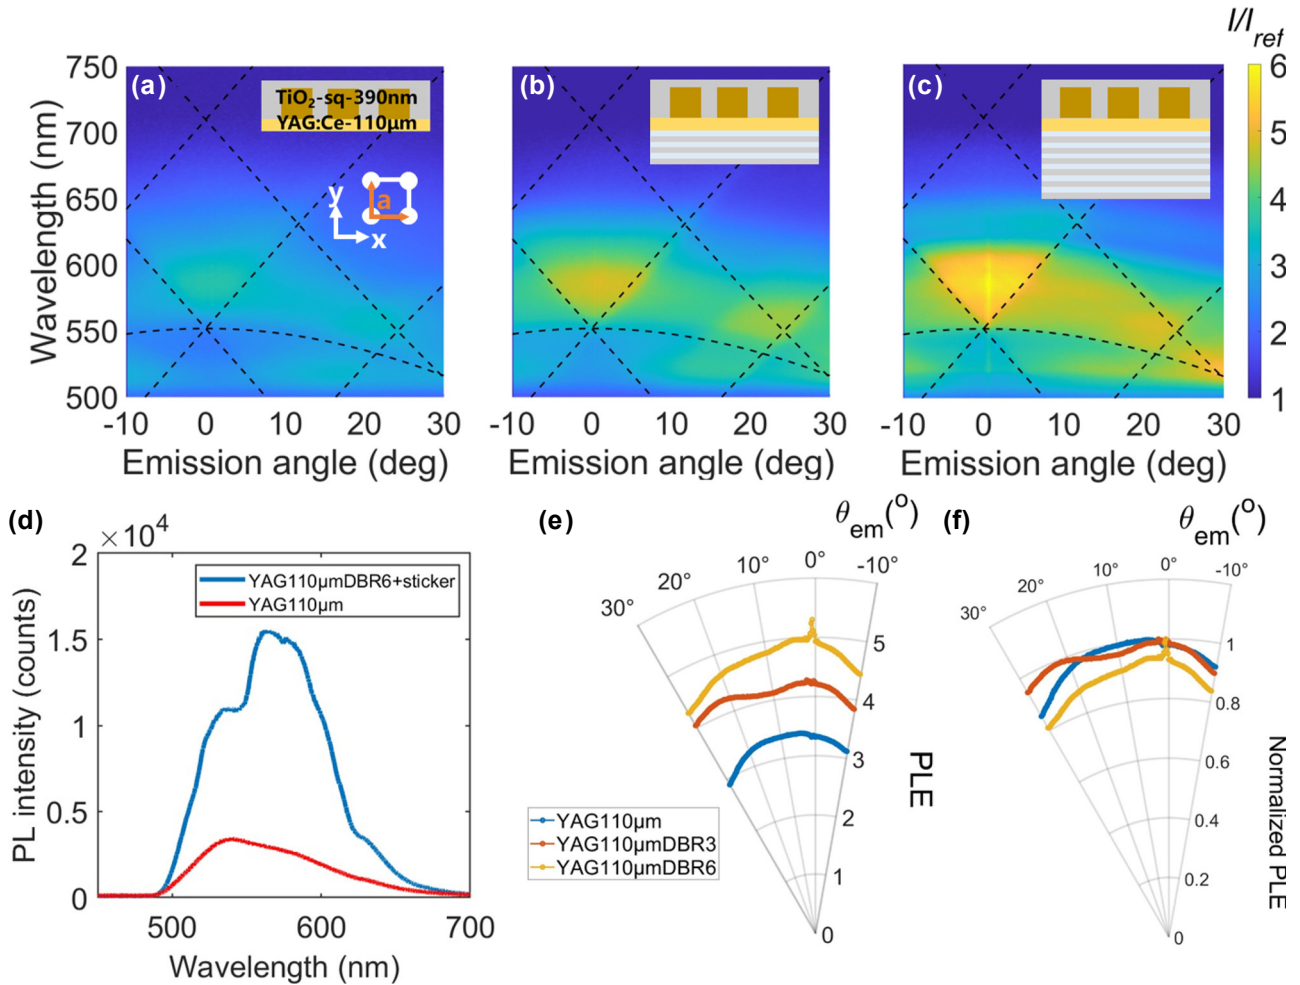 I/I_ref
(a)
TiO₂-sq-390nm
YAG:Ce-110μm
y
a
x
750
700
650
600
550
500
Wavelength (nm)
-10 0 10 20 30
Emission angle (deg)
(b)
-10 0 10 20 30
Emission angle (deg)
(c)
-10 0 10 20 30
Emission angle (deg)
6
5
4
3
2
1
(d)
×10⁴
2
1.5
1
0.5
0
PL intensity (counts)
YAG110μmDBR6+sticker
YAG110μm
500 600 700
Wavelength (nm)
(e)
θem(°)
30° 20° 10° 0° -10°
5
4
3
2
1
0
PLE
YAG110μm
YAG110μmDBR3
YAG110μmDBR6
(f)
θem(°)
30° 20° 10° 0° -10°
1
0.8
0.6
0.4
0.2
0
Normalized PLE